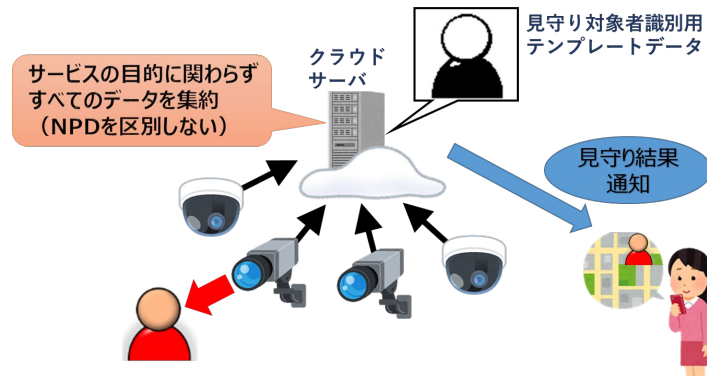 サービスの目的に関わらず
すべてのデータを集約
（NPDを区別しない）
クラウド
サーバ
見守り対象者識別用
テンプレートデータ
見守り結果
通知